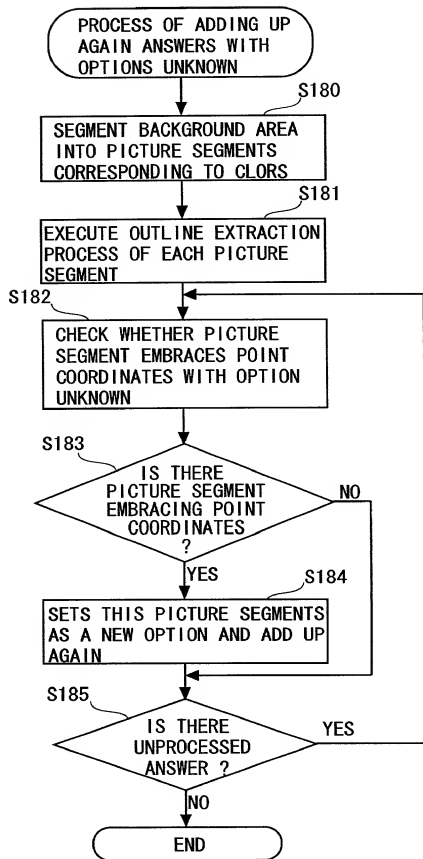 PROCESS OF ADDING UP
AGAIN ANSWERS WITH
OPTIONS UNKNOWN
S180
SEGMENT BACKGROUND AREA
INTO PICTURE SEGMENTS
CORRESPONDING TO CLORS
S181
EXECUTE OUTLINE EXTRACTION
PROCESS OF EACH PICTURE
SEGMENT
S182
CHECK WHETHER PICTURE
SEGMENT EMBRACES POINT
COORDINATES WITH OPTION
UNKNOWN
S183
IS THERE
PICTURE SEGMENT
EMBRACING POINT
COORDINATES
?
NO
YES
S184
SETS THIS PICTURE SEGMENTS
AS A NEW OPTION AND ADD UP
AGAIN
S185
IS THERE
UNPROCESSED
ANSWER ?
YES
NO
END